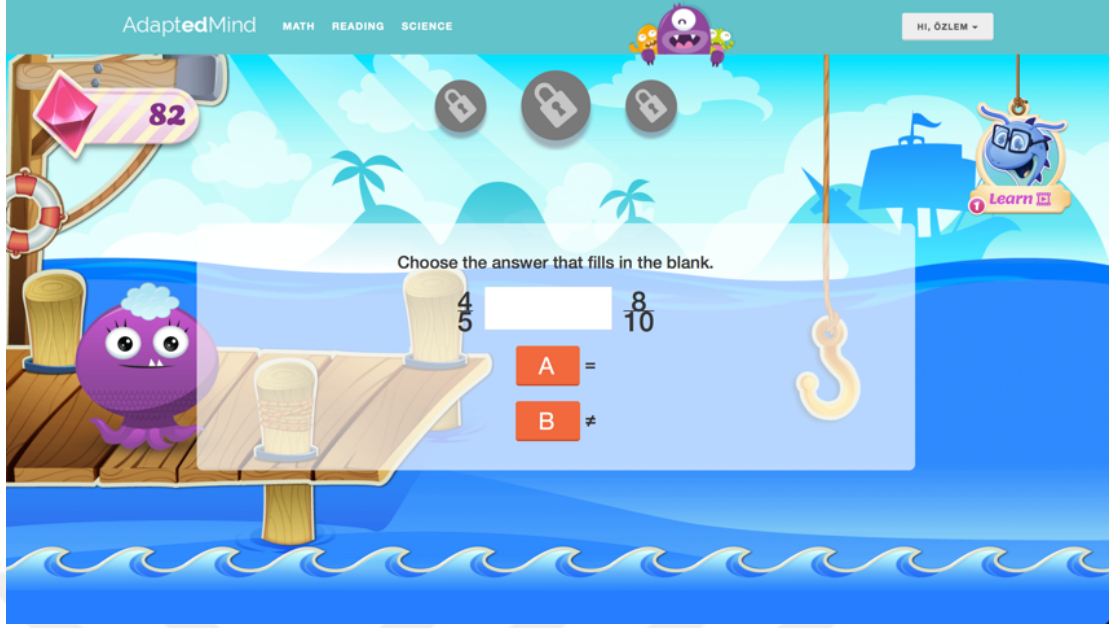 AdaptedMind MATH READING SCIENCE HI, ÖZLEM
82
1 Learn
Choose the answer that fills in the blank.
4/5 8/10
A =
B ≠